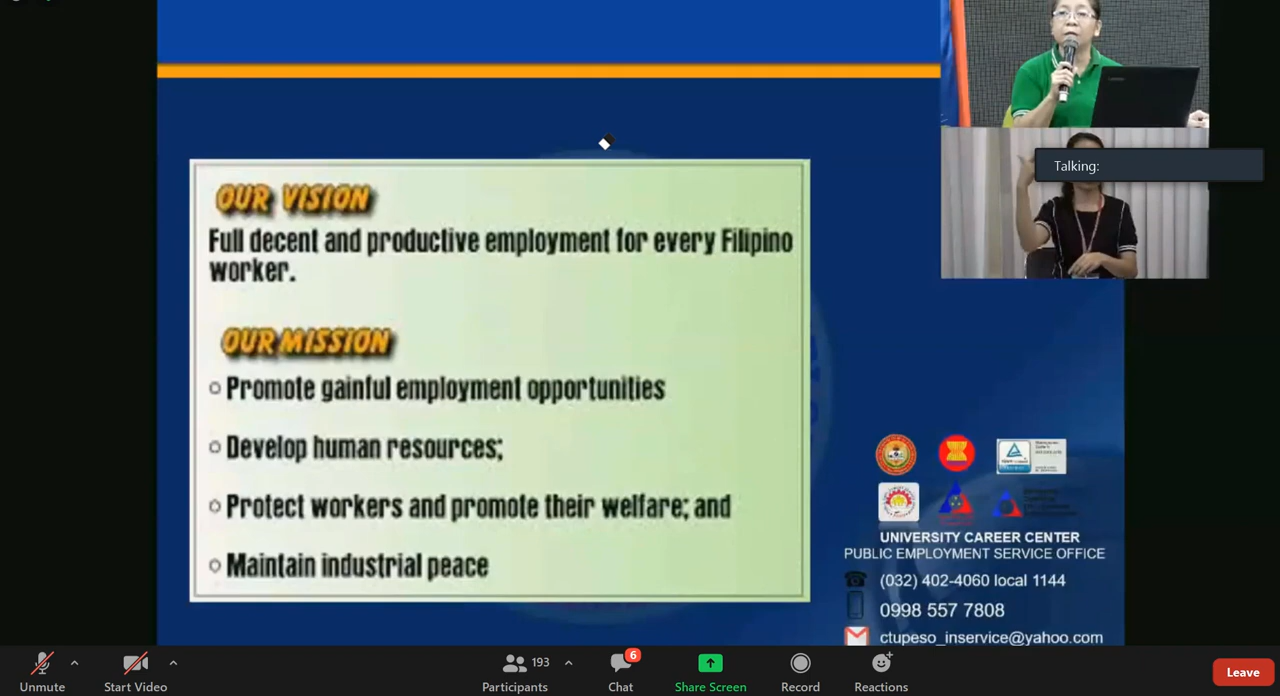 OUR VISION
Full decent and productive employment for every Filipino
worker.
OUR MISSION
Promote gainful employment opportunities
Develop human resources;
Protect workers and promote their welfare; and
Maintain industrial peace
Talking:
UNIVERSITY CAREER CENTER
PUBLIC EMPLOYMENT SERVICE OFFICE
(032) 402-4060 local 1144
0998 557 7808
ctupeso_inservice@yahoo.com
Unmute
Start Video
193
Participants
6
Chat
Share Screen
Record
Reactions
Leave